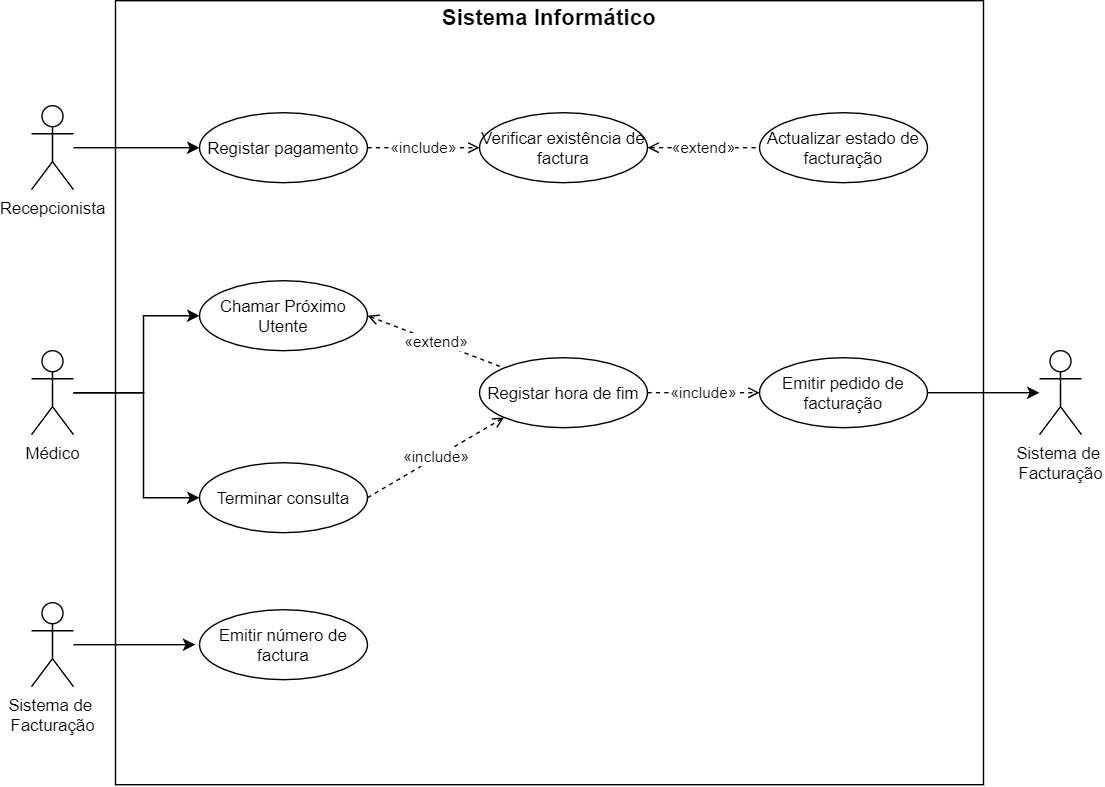 Sistema Informático
Registar pagamento
«include»
Verificar existência de
factura
«extend»
Actualizar estado de
facturação
Recepcionista
Chamar Próximo
Utente
«extend»
Registar hora de fim
«include»
Emitir pedido de
facturação
Médico
Sistema de
Facturação
«include»
Terminar consulta
Emitir número de
factura
Sistema de
Facturação